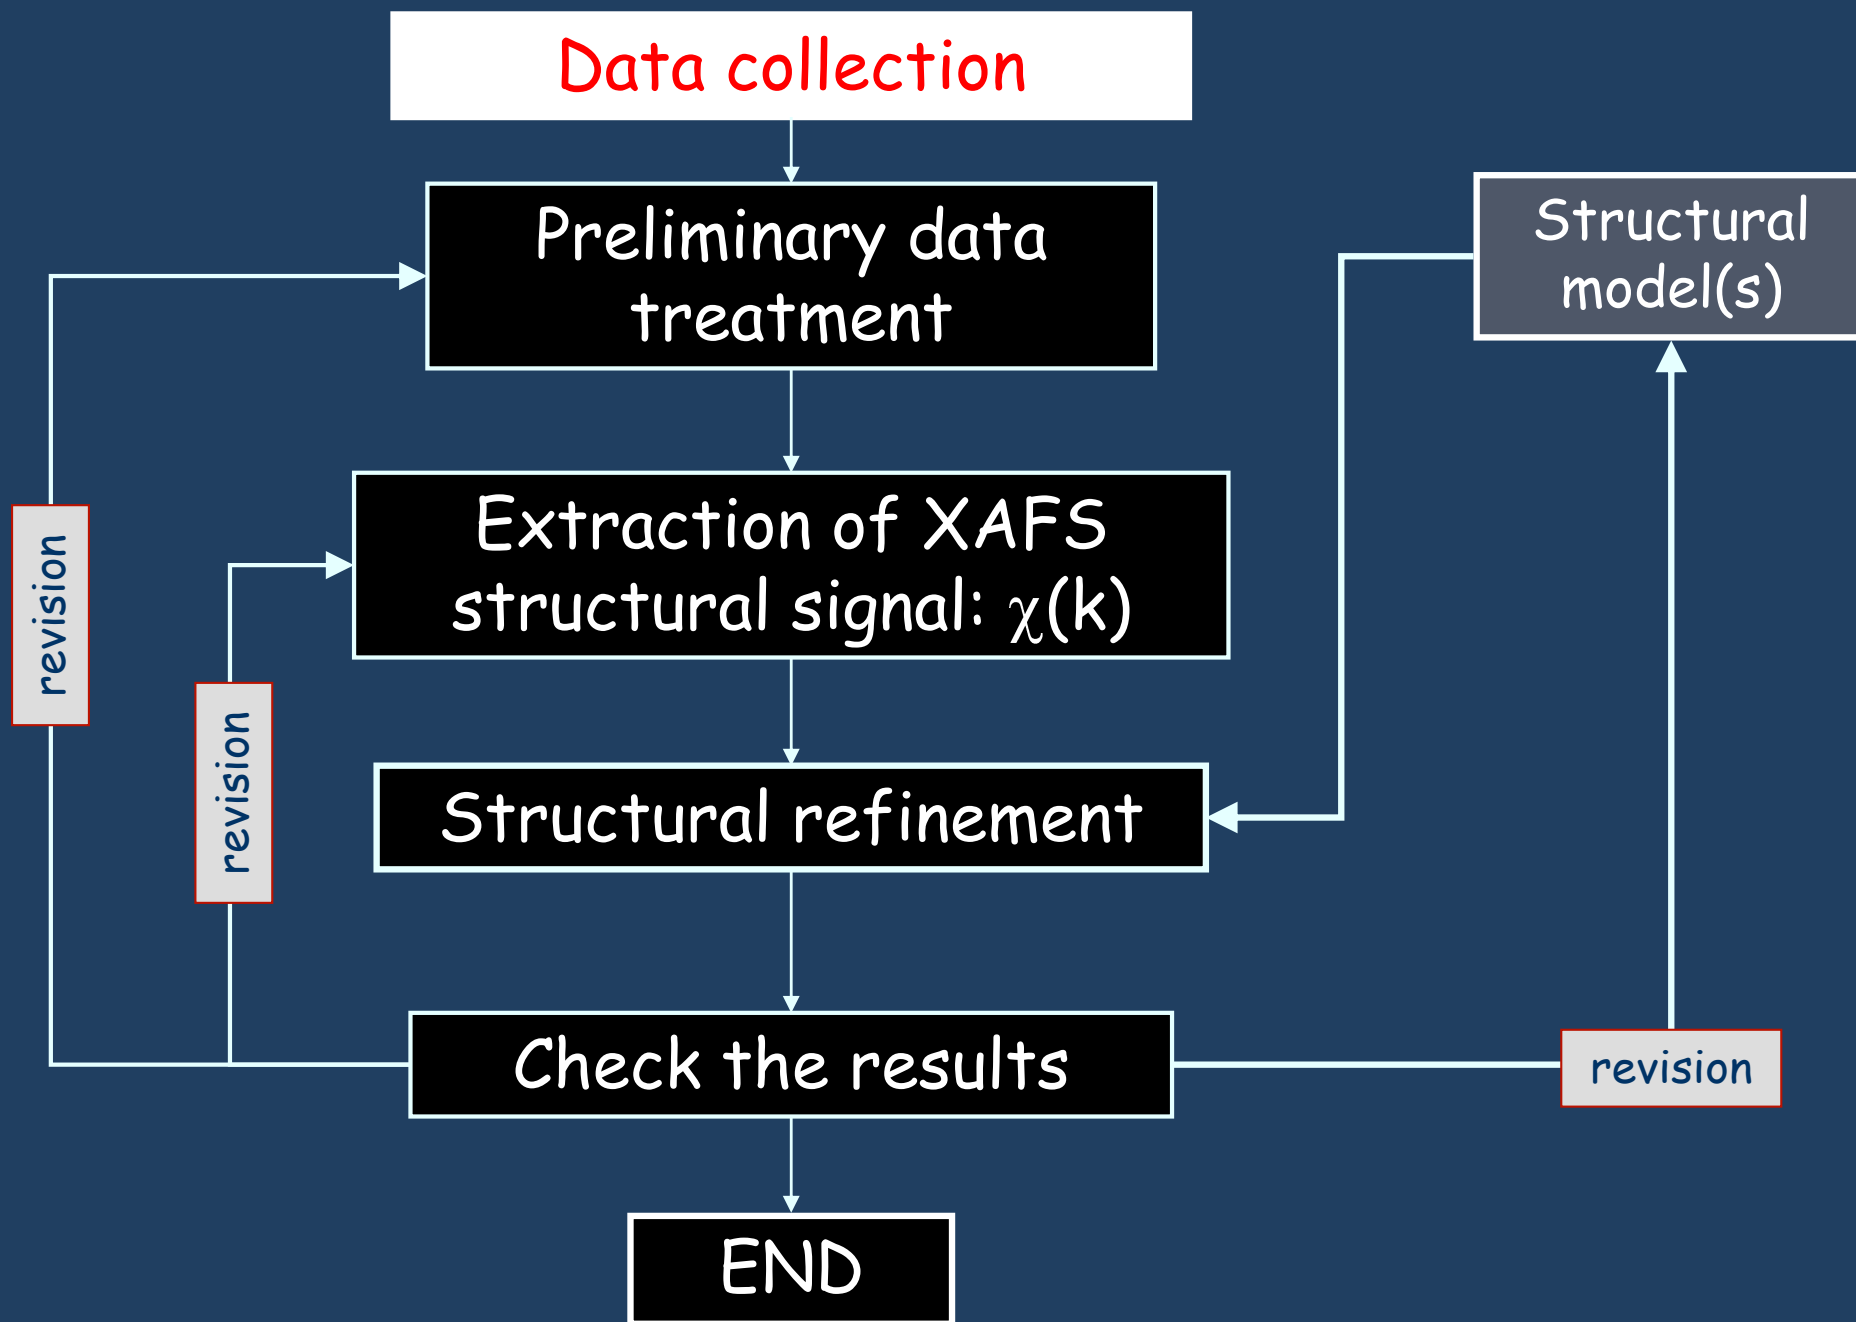 Data collection
Preliminary data
treatment
Structural
model(s)
Extraction of XAFS
structural signal: χ(k)
revision
revision
Structural refinement
Check the results
revision
END